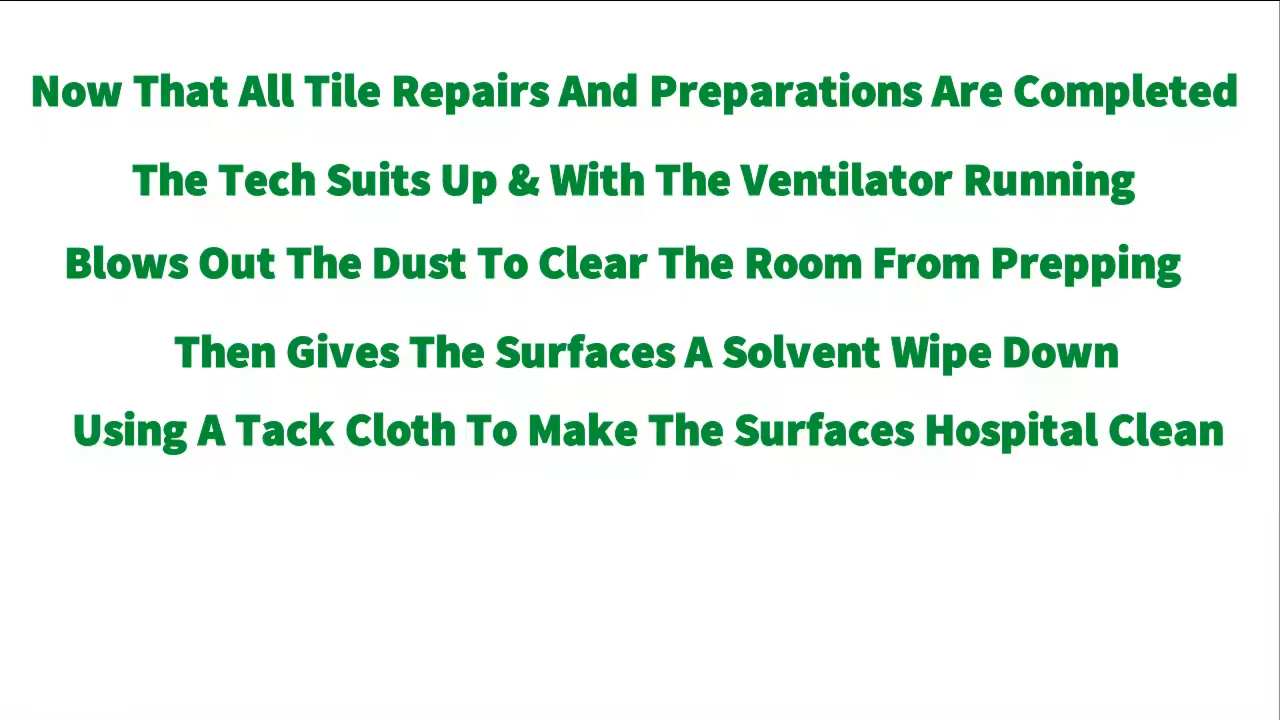 Now That All Tile Repairs And Preparations Are Completed
The Tech Suits Up & With The Ventilator Running
Blows Out The Dust To Clear The Room From Prepping
Then Gives The Surfaces A Solvent Wipe Down
Using A Tack Cloth To Make The Surfaces Hospital Clean